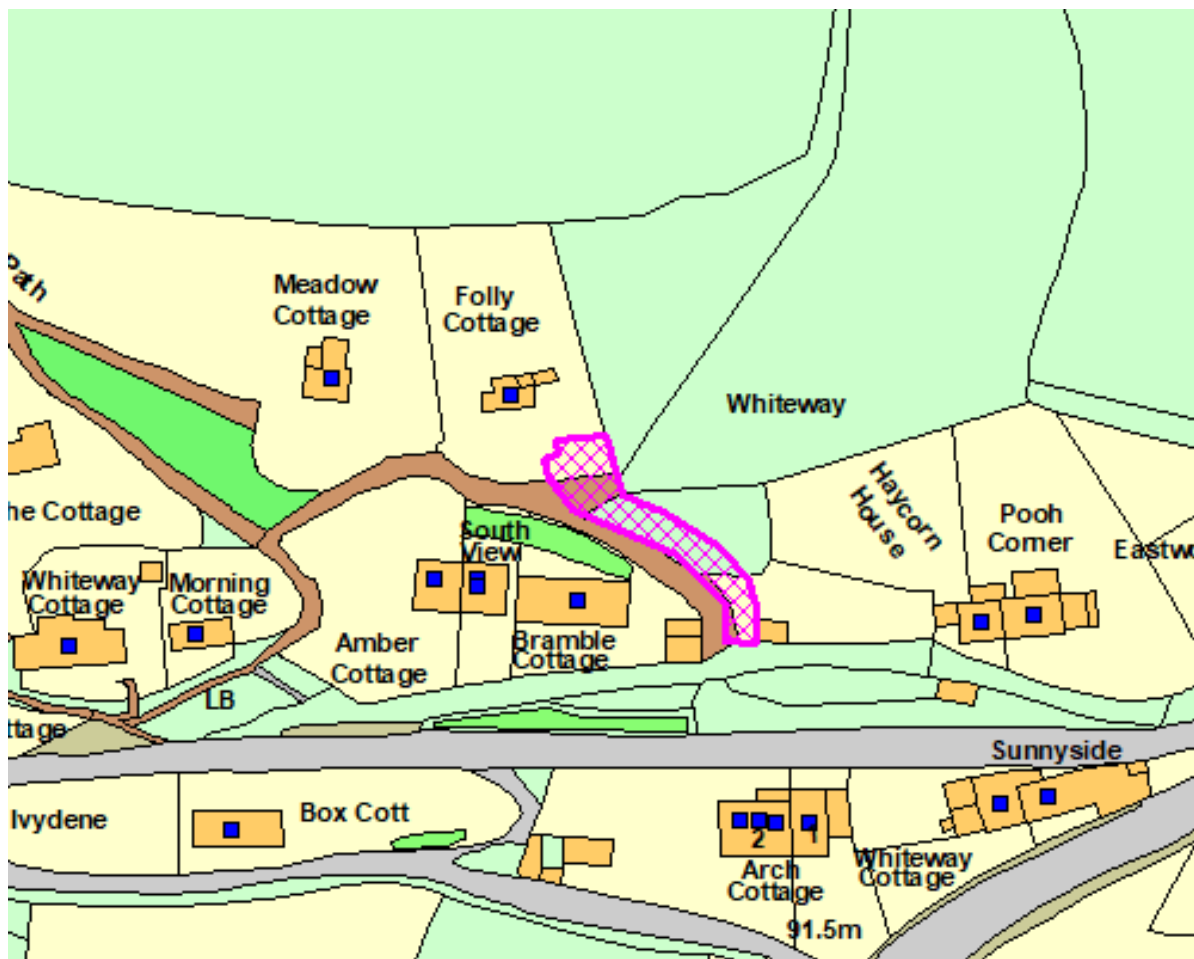 Path
Meadow
Cottage
Folly
Cottage
Whiteway
Haycorn
House
Pooh
Corner
he Cottage
South
View
Eastw
Whiteway
Cottage
Morning
Cottage
Amber
Cottage
Bramble
Cottage
LB
ttage
Sunnyside
Ivydene
Box Cott
2
1
Arch
Cottage
Whiteway
Cottage
91.5m